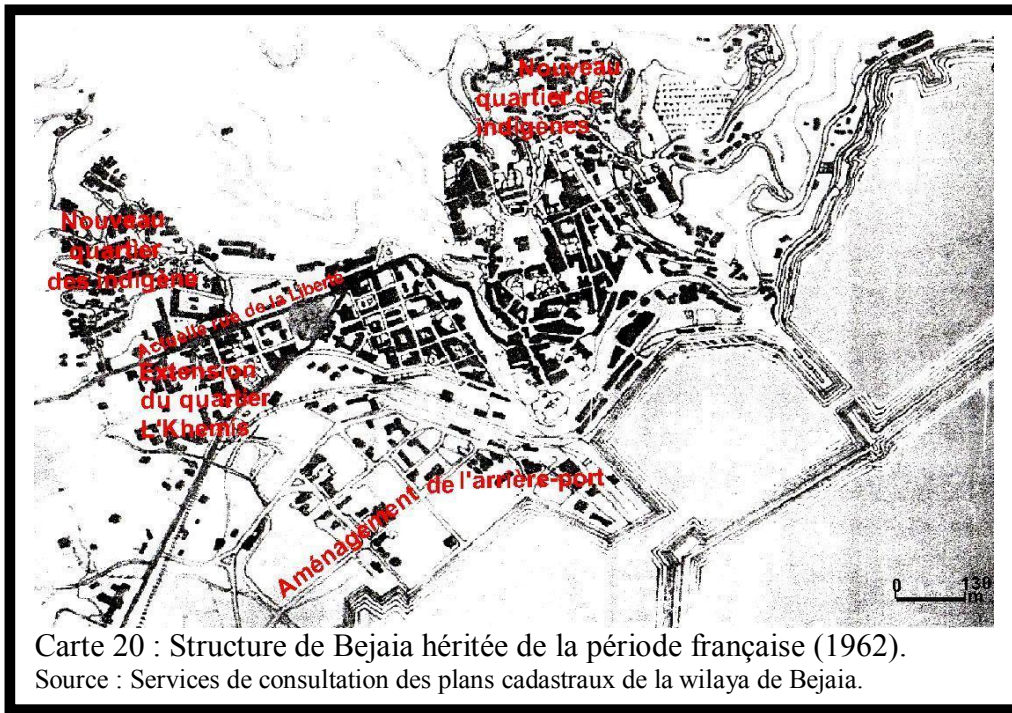 Nouveau
quartier de
indigènes
Nouveau
quartier
des indigène
Actuelle rue de la Liberté
Extension
du quartier
L'Khemis
Aménagement de l'arrière-port
0 130
m
Carte 20 : Structure de Bejaia héritée de la période française (1962).
Source : Services de consultation des plans cadastraux de la wilaya de Bejaia.